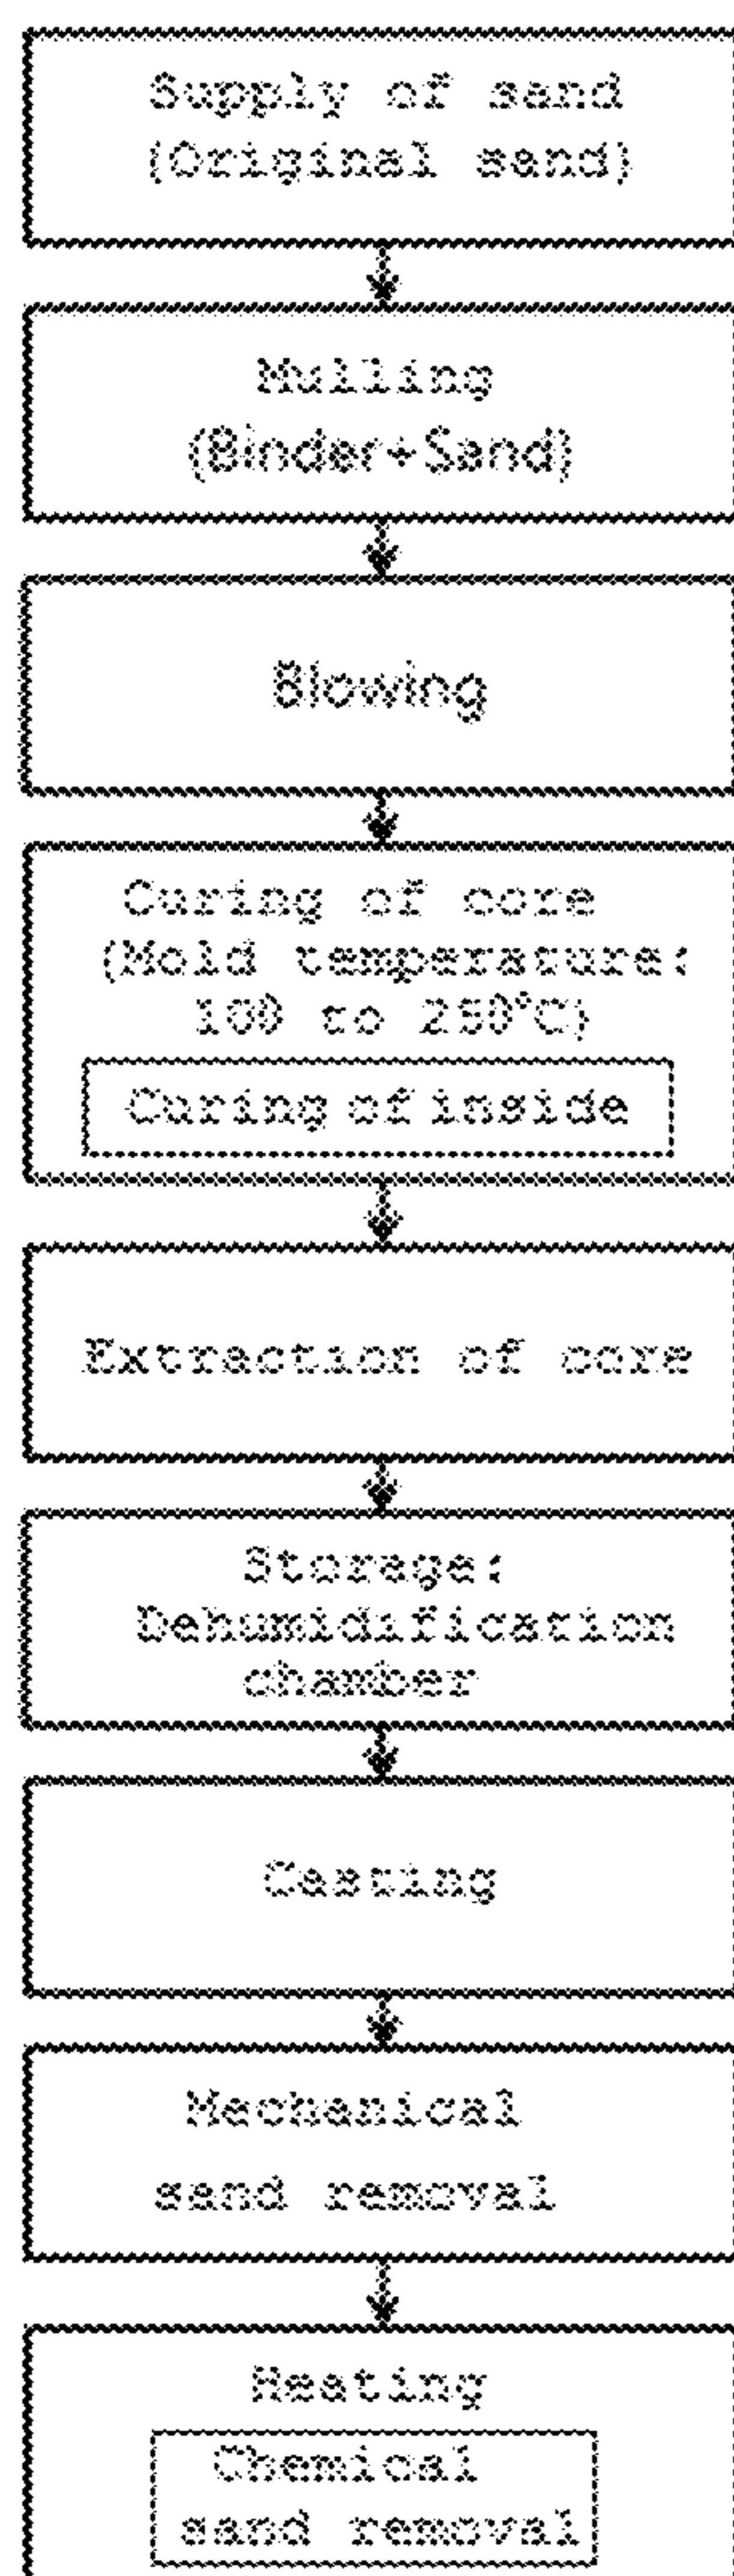 Supply of sand
(Original sand)
Mulling
(Binder+Sand)
Blowing
Curing of core
(Mold temperature:
100 to 250°C)
Curing of inside
Extraction of core
Storage:
Dehumidification
chamber
Casting
Mechanical
sand removal
Heating
Chemical
sand removal